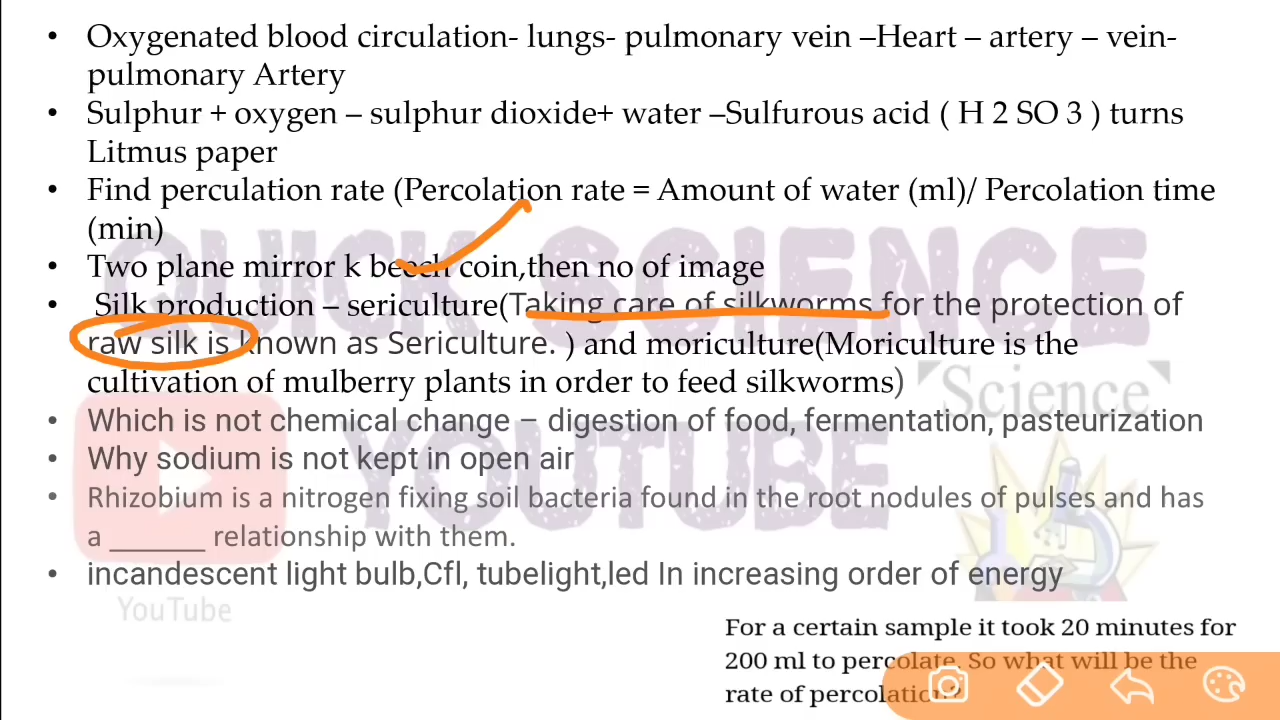 • Oxygenated blood circulation- lungs- pulmonary vein –Heart – artery – vein-
pulmonary Artery
• Sulphur + oxygen – sulphur dioxide+ water –Sulfurous acid ( H 2 SO 3 ) turns
Litmus paper
• Find perculation rate (Percolation rate = Amount of water (ml)/ Percolation time
(min)
• Two plane mirror k beech coin,then no of image
• Silk production – sericulture(Taking care of silkworms for the protection of
raw silk is known as Sericulture. ) and moriculture(Moriculture is the
cultivation of mulberry plants in order to feed silkworms)
• Which is not chemical change – digestion of food, fermentation, pasteurization
• Why sodium is not kept in open air
• Rhizobium is a nitrogen fixing soil bacteria found in the root nodules of pulses and has
a _______ relationship with them.
• incandescent light bulb,Cfl, tubelight,led In increasing order of energy
QUICK SCIENCE
YOUTUBE
Science
YouTube
For a certain sample it took 20 minutes for
200 ml to percolate. So what will be the
rate of percolation?